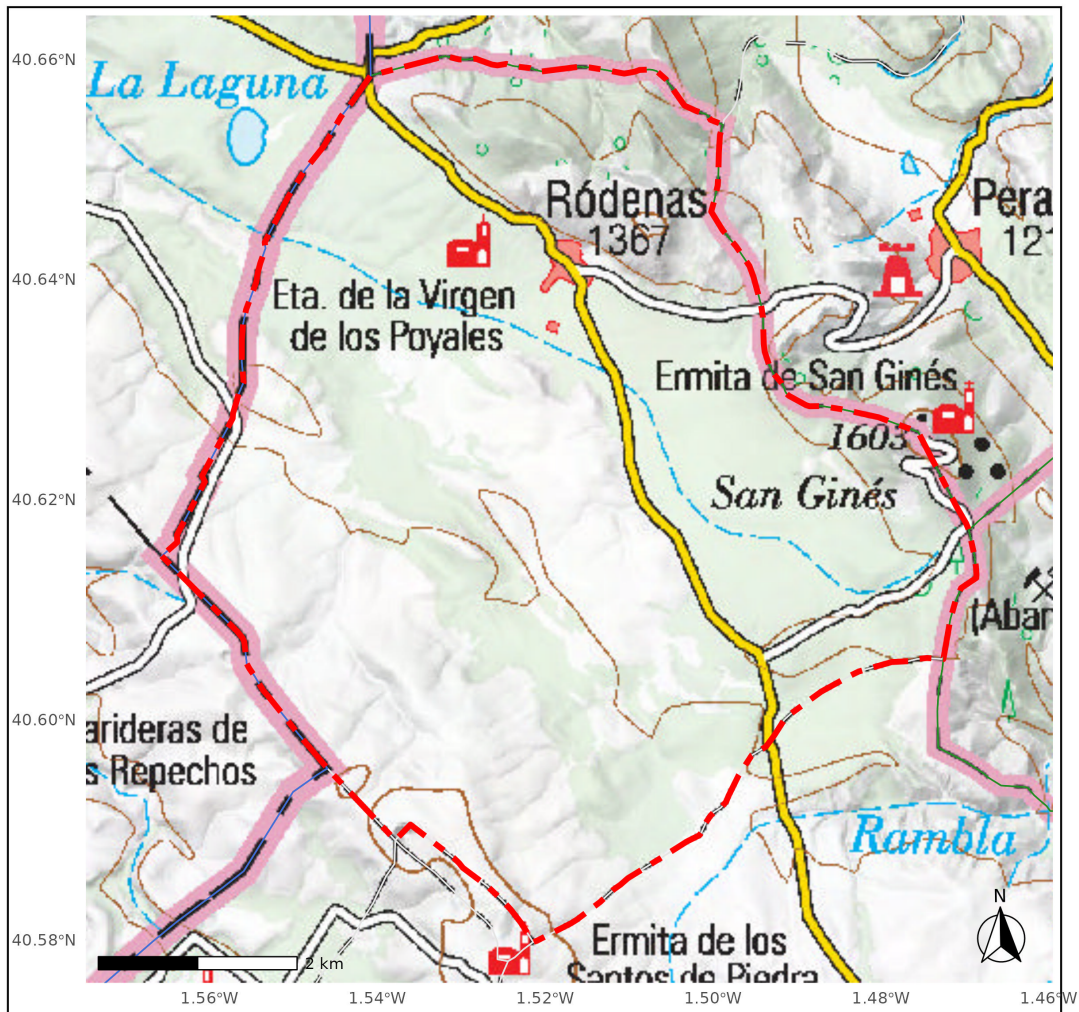 40.66°N
La Laguna
Ródenas
1367
Pera
121
40.64°N
Eta. de la Virgen
de los Poyales
Ermita de San Ginés
1603
40.62°N
San Ginés
(Abar
40.60°N
arideras de
s Repechos
Rambla
N
40.58°N
Ermita de los
Santos de Piedra
2 km
1.56°W
1.54°W
1.52°W
1.50°W
1.48°W
1.46°W